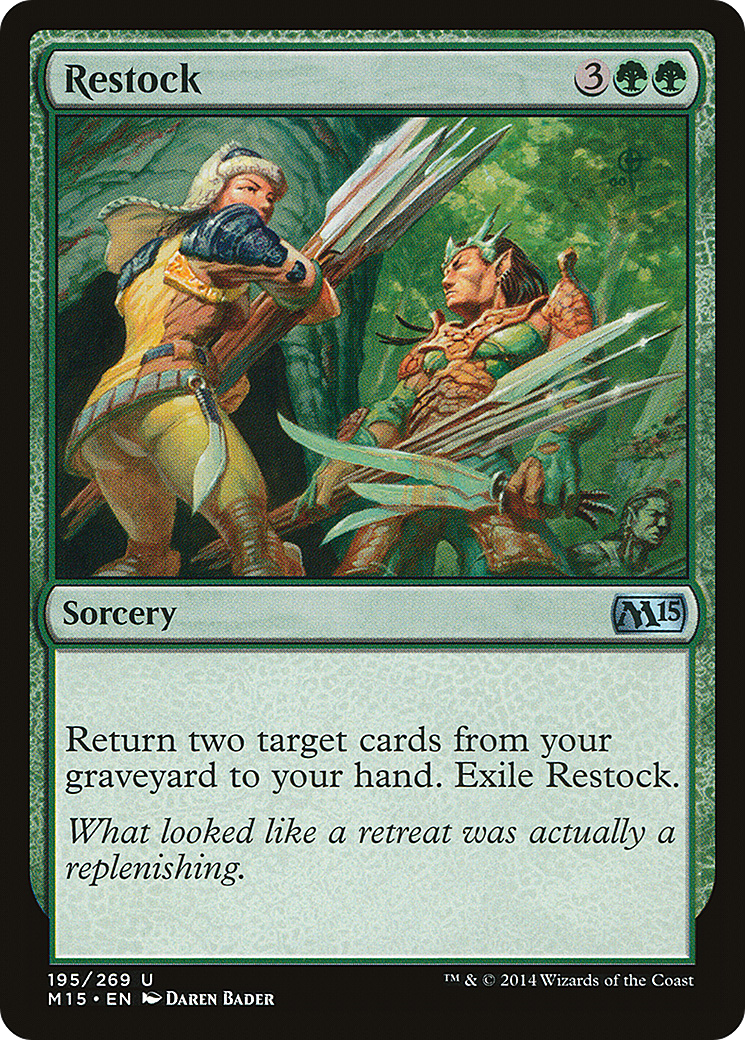 Restock 3
Sorcery M15
Return two target cards from your
graveyard to your hand. Exile Restock.
What looked like a retreat was actually a
replenishing.
195/269 U ™ & © 2014 Wizards of the Coast
M15 • EN DAREN BADER